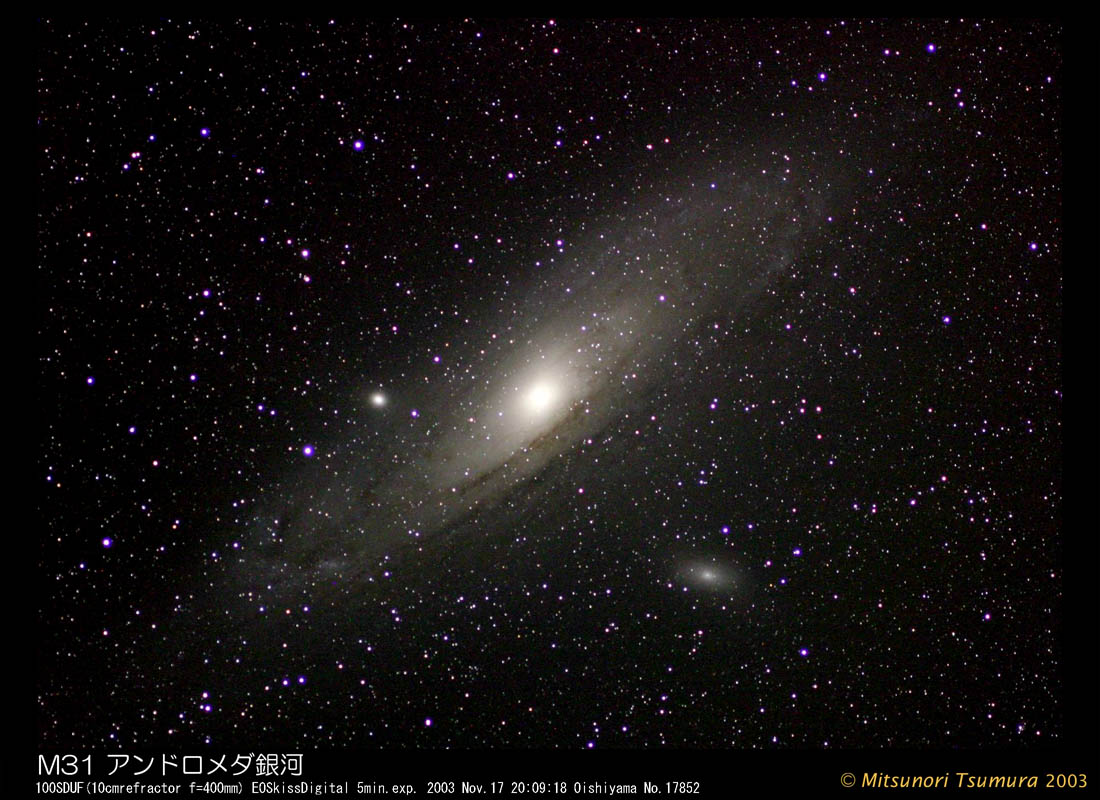 M31 アンドロメダ銀河
100SDUF(10cmrefractor f=400mm) EOSkissDigital 5min.exp. 2003 Nov.17 20:09:18 Oishiyama No.17852
© Mitsunori Tsumura 2003